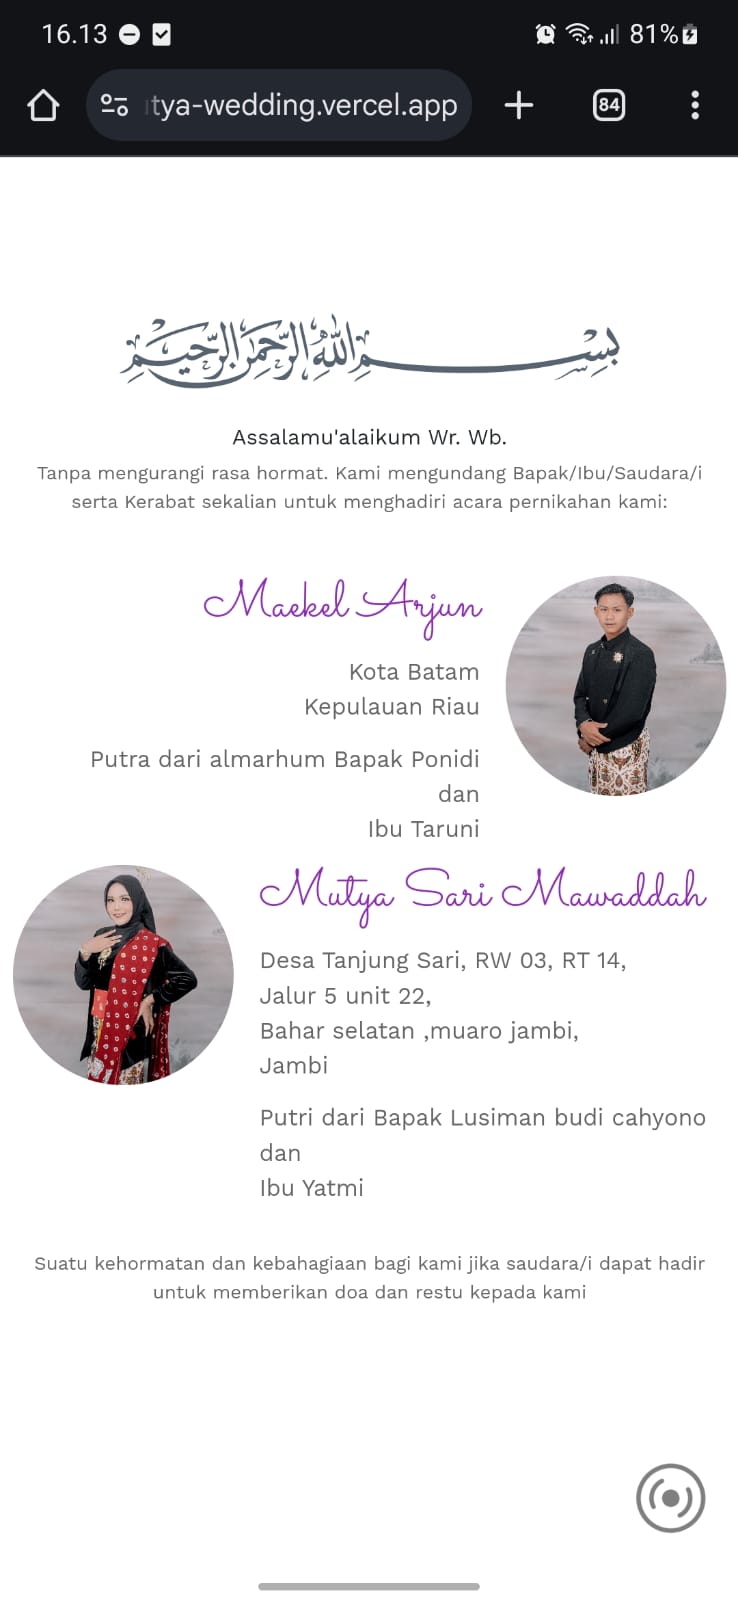 16.13
81%
tya-wedding.vercel.app
84
بِسْمِ اللَّهِ الرَّحْمَنِ الرَّحِيمِ
Assalamu'alaikum Wr. Wb.
Tanpa mengurangi rasa hormat. Kami mengundang Bapak/Ibu/Saudara/i
serta Kerabat sekalian untuk menghadiri acara pernikahan kami:
Maekel Arjun
Kota Batam
Kepulauan Riau
Putra dari almarhum Bapak Ponidi
dan
Ibu Taruni
Mutya Sari Mawaddah
Desa Tanjung Sari, RW 03, RT 14,
Jalur 5 unit 22,
Bahar selatan ,muaro jambi,
Jambi
Putri dari Bapak Lusiman budi cahyono
dan
Ibu Yatmi
Suatu kehormatan dan kebahagiaan bagi kami jika saudara/i dapat hadir
untuk memberikan doa dan restu kepada kami